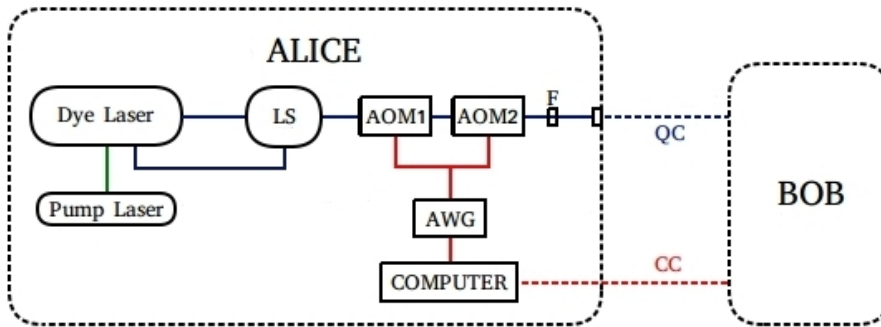 ALICE
Dye Laser
LS
AOM1
AOM2
F
Pump Laser
AWG
COMPUTER
QC
CC
BOB